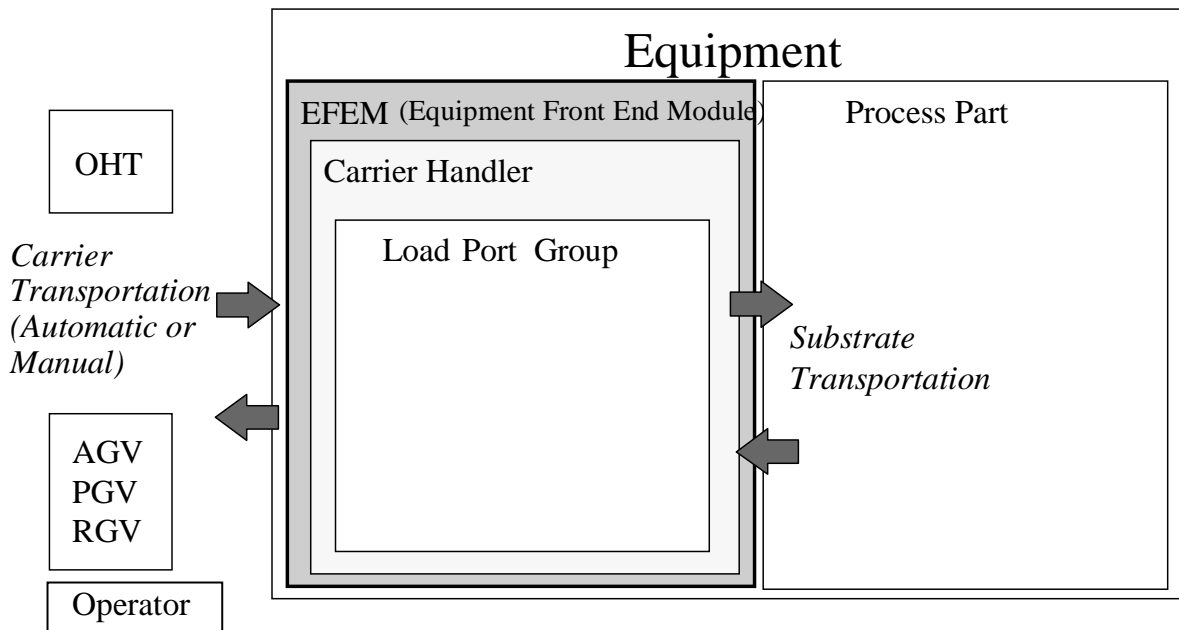 Equipment
EFEM (Equipment Front End Module)
Process Part
OHT
Carrier Handler
Load Port Group
Carrier
Transportation
(Automatic or
Manual)
Substrate
Transportation
AGV
PGV
RGV
Operator